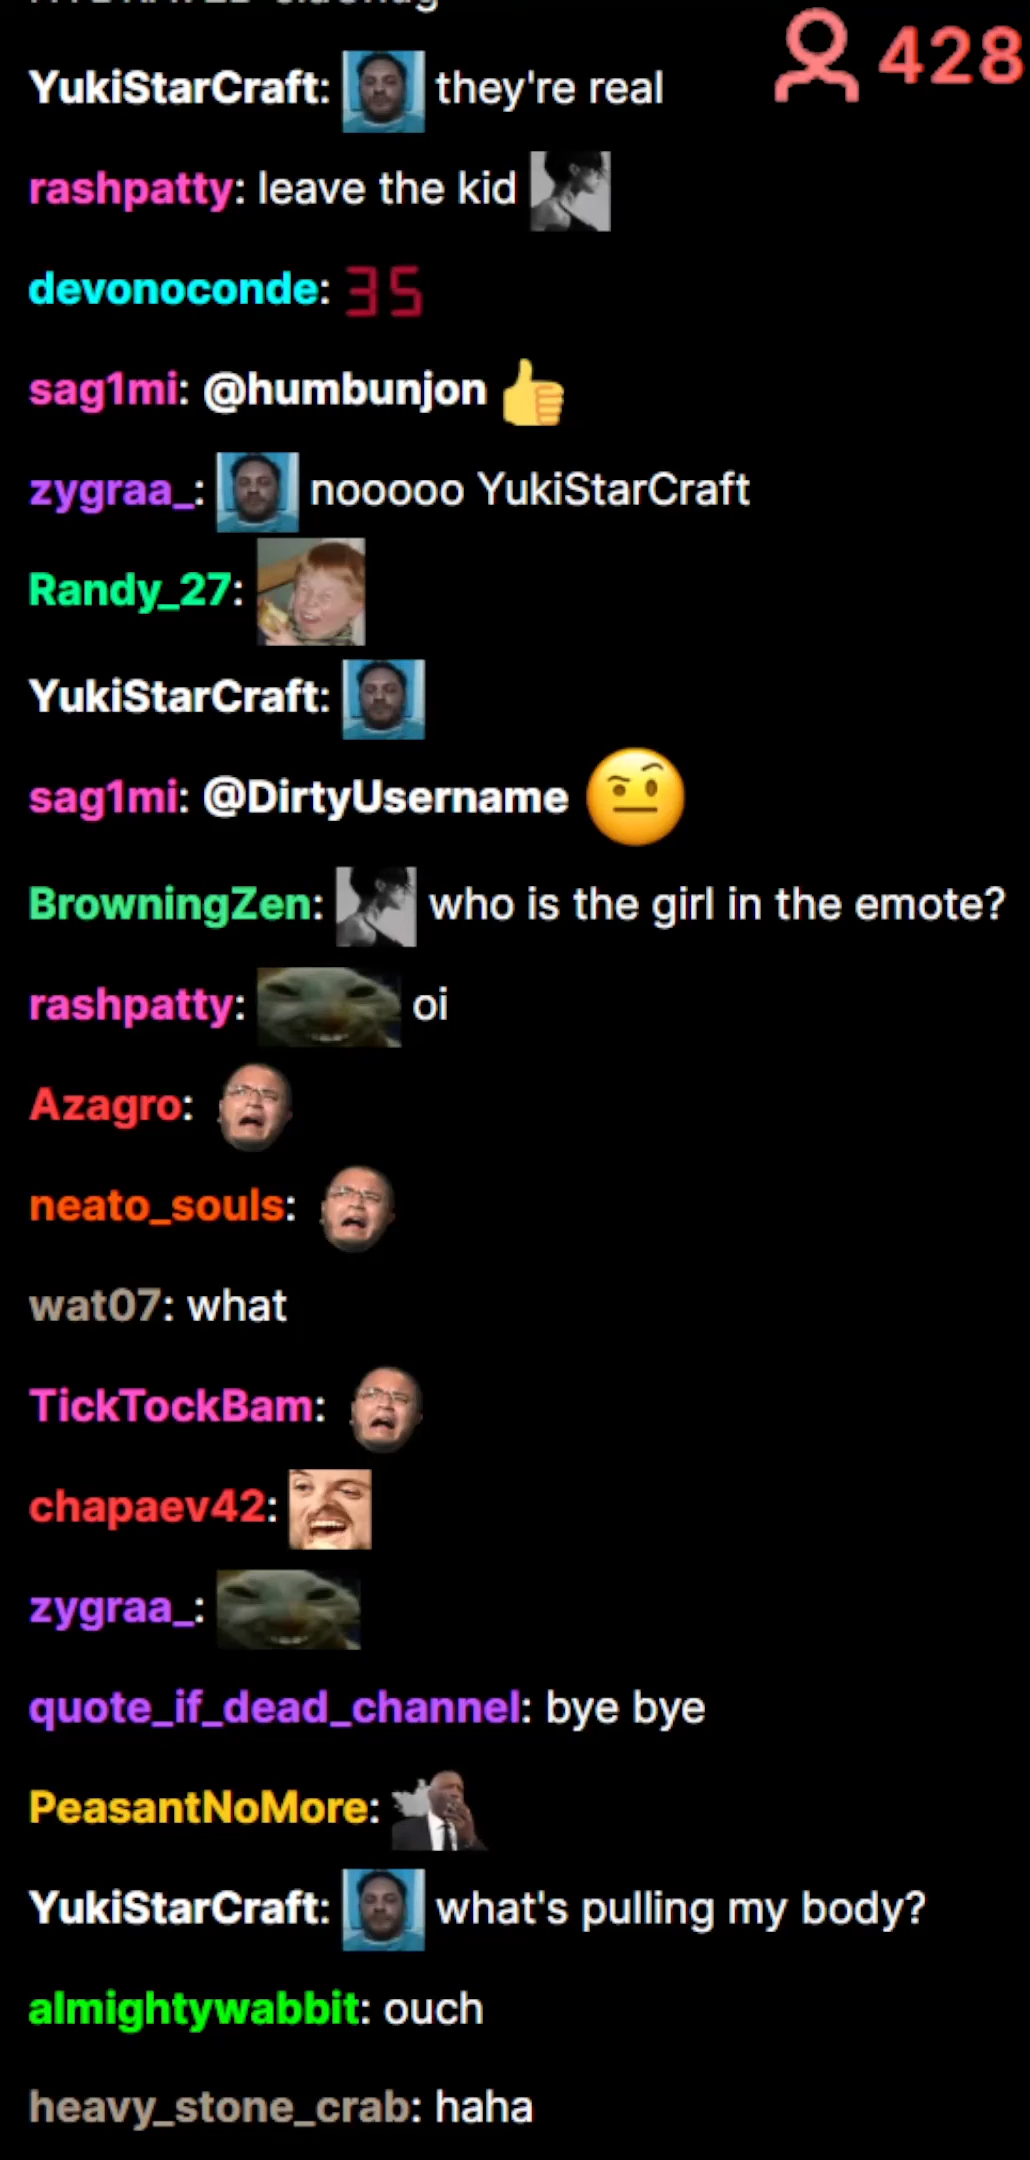 428
YukiStarCraft: they're real
rashpatty: leave the kid
devonoconde: 35
sag1mi: @humbunjon 👍
zygraa_: nooooo YukiStarCraft
Randy_27:
YukiStarCraft:
sag1mi: @DirtyUsername 🤨
BrowningZen: who is the girl in the emote?
rashpatty: oi
Azagro:
neato_souls:
wat07: what
TickTockBam:
chapaev42:
zygraa_:
quote_if_dead_channel: bye bye
PeasantNoMore:
YukiStarCraft: what's pulling my body?
almightywabbit: ouch
heavy_stone_crab: haha